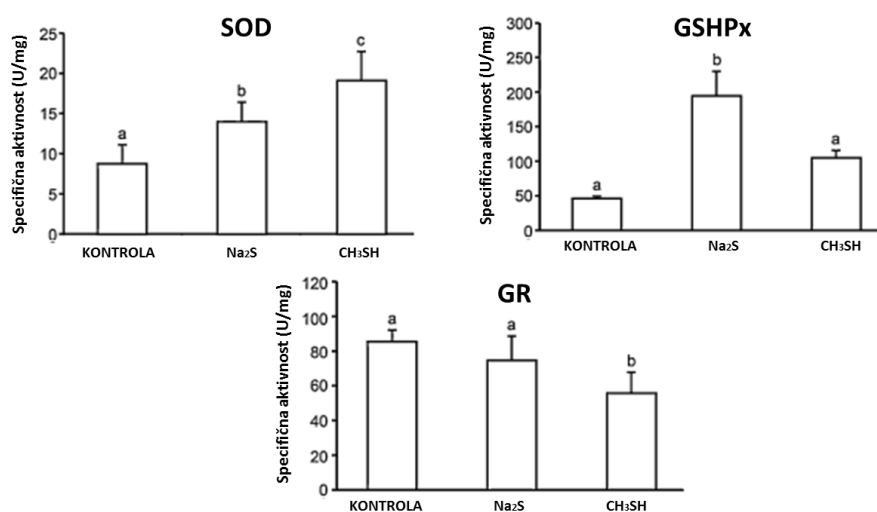 SOD
Specifična aktivnost (U/mg)
25
20
15
10
5
0
a
b
c
KONTROLA
Na₂S
CH₃SH
GSHPx
Specifična aktivnost (U/mg)
300
250
200
150
100
50
0
a
b
a
KONTROLA
Na₂S
CH₃SH
GR
Specifična aktivnost (U/mg)
120
100
80
60
40
20
0
a
a
b
KONTROLA
Na₂S
CH₃SH